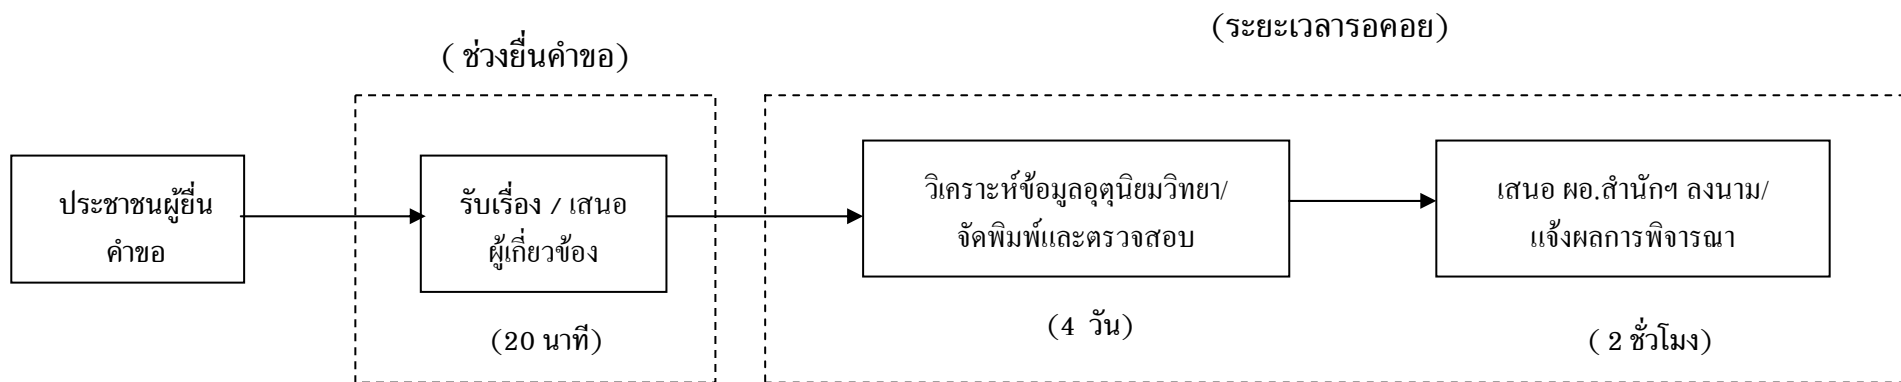 (ระยะเวลารอคอย)
( ช่วงยื่นคำขอ)
ประชาชนผู้ยื่น
คำขอ
รับเรื่อง / เสนอ
ผู้เกี่ยวข้อง
(20 นาที)
วิเคราะห์ข้อมูลอุตุนิยมวิทยา/
จัดพิมพ์และตรวจสอบ
(4 วัน)
เสนอ ผอ.สำนักฯ ลงนาม/
แจ้งผลการพิจารณา
( 2 ชั่วโมง)